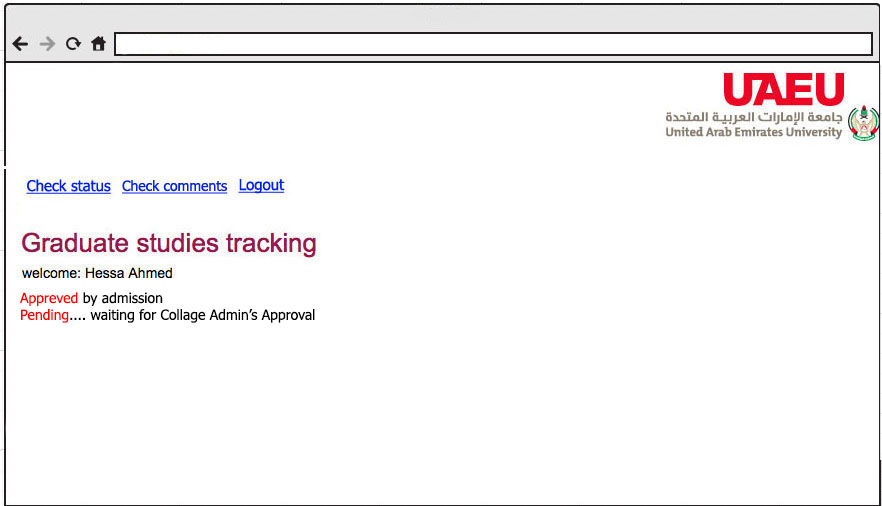 UAEU
جامعة الإمارات العربية المتحدة
United Arab Emirates University
Check status Check comments Logout
Graduate studies tracking
welcome: Hessa Ahmed
Appreved by admission
Pending.... waiting for Collage Admin’s Approval